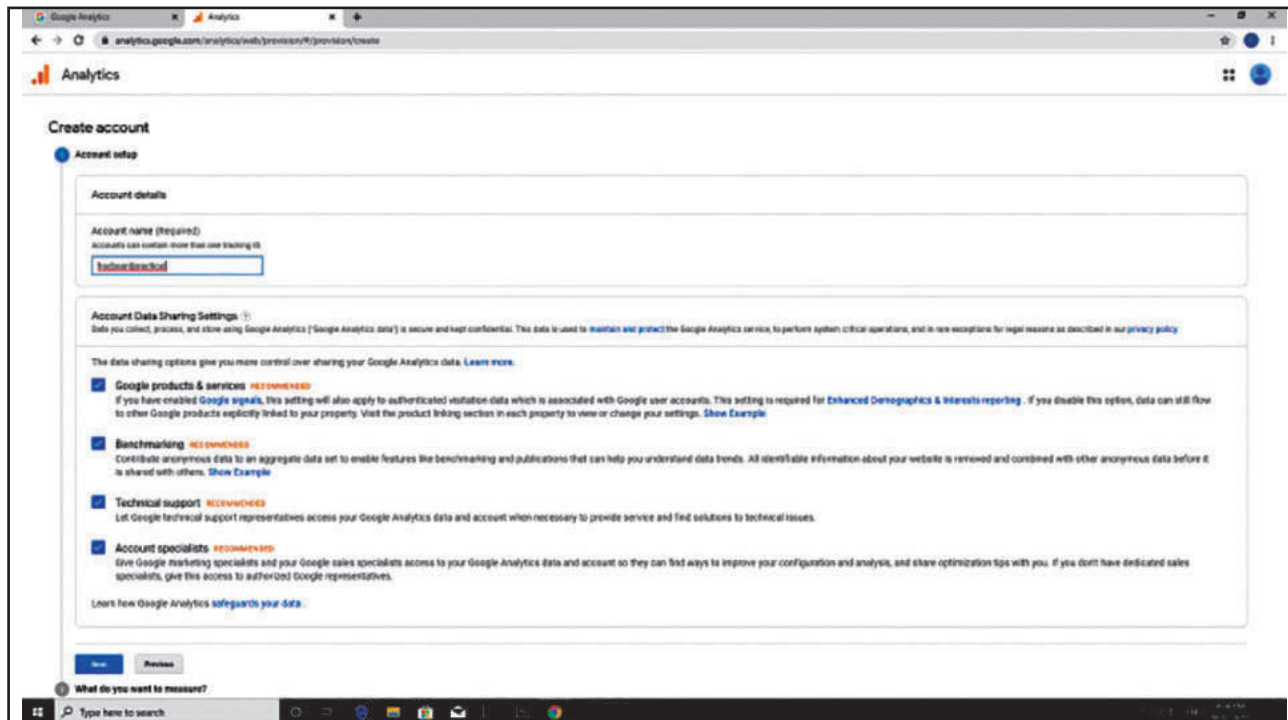 Google Analytics
Analytics
analytics.google.com/analytics/web/provision/#/provision/create
Analytics
Create account
Account setup
Account details
Account name (Required)
Accounts can contain more than one tracking ID.
Account Data Sharing Settings
Data you collect, process, and store using Google Analytics ("Google Analytics data") is secure and kept confidential. This data is used to maintain and protect the Google Analytics service, to perform system critical operations, and in rare exceptions for legal reasons as described in our privacy policy
The data sharing options give you more control over sharing your Google Analytics data. Learn more.
Google products & services RECOMMENDED
If you have enabled Google signals, this setting will also apply to authenticated visitation data which is associated with Google user accounts. This setting is required for Enhanced Demographics & Interests reporting . If you disable this option, data can still flow
to other Google products explicitly linked to your property. Visit the product linking section in each property to view or change your settings. Show Example
Benchmarking RECOMMENDED
Contribute anonymous data to an aggregate data set to enable features like benchmarking and publications that can help you understand data trends. All identifiable information about your website is removed and combined with other anonymous data before it
is shared with others. Show Example
Technical support RECOMMENDED
Let Google technical support representatives access your Google Analytics data and account when necessary to provide service and find solutions to technical issues.
Account specialists RECOMMENDED
Give Google marketing specialists and your Google sales specialists access to your Google Analytics data and account so they can find ways to improve your configuration and analysis, and share optimization tips with you. If you don't have dedicated sales
specialists, give this access to authorized Google representatives.
Learn how Google Analytics safeguards your data .
Next Previous
What do you want to measure?
Type here to search